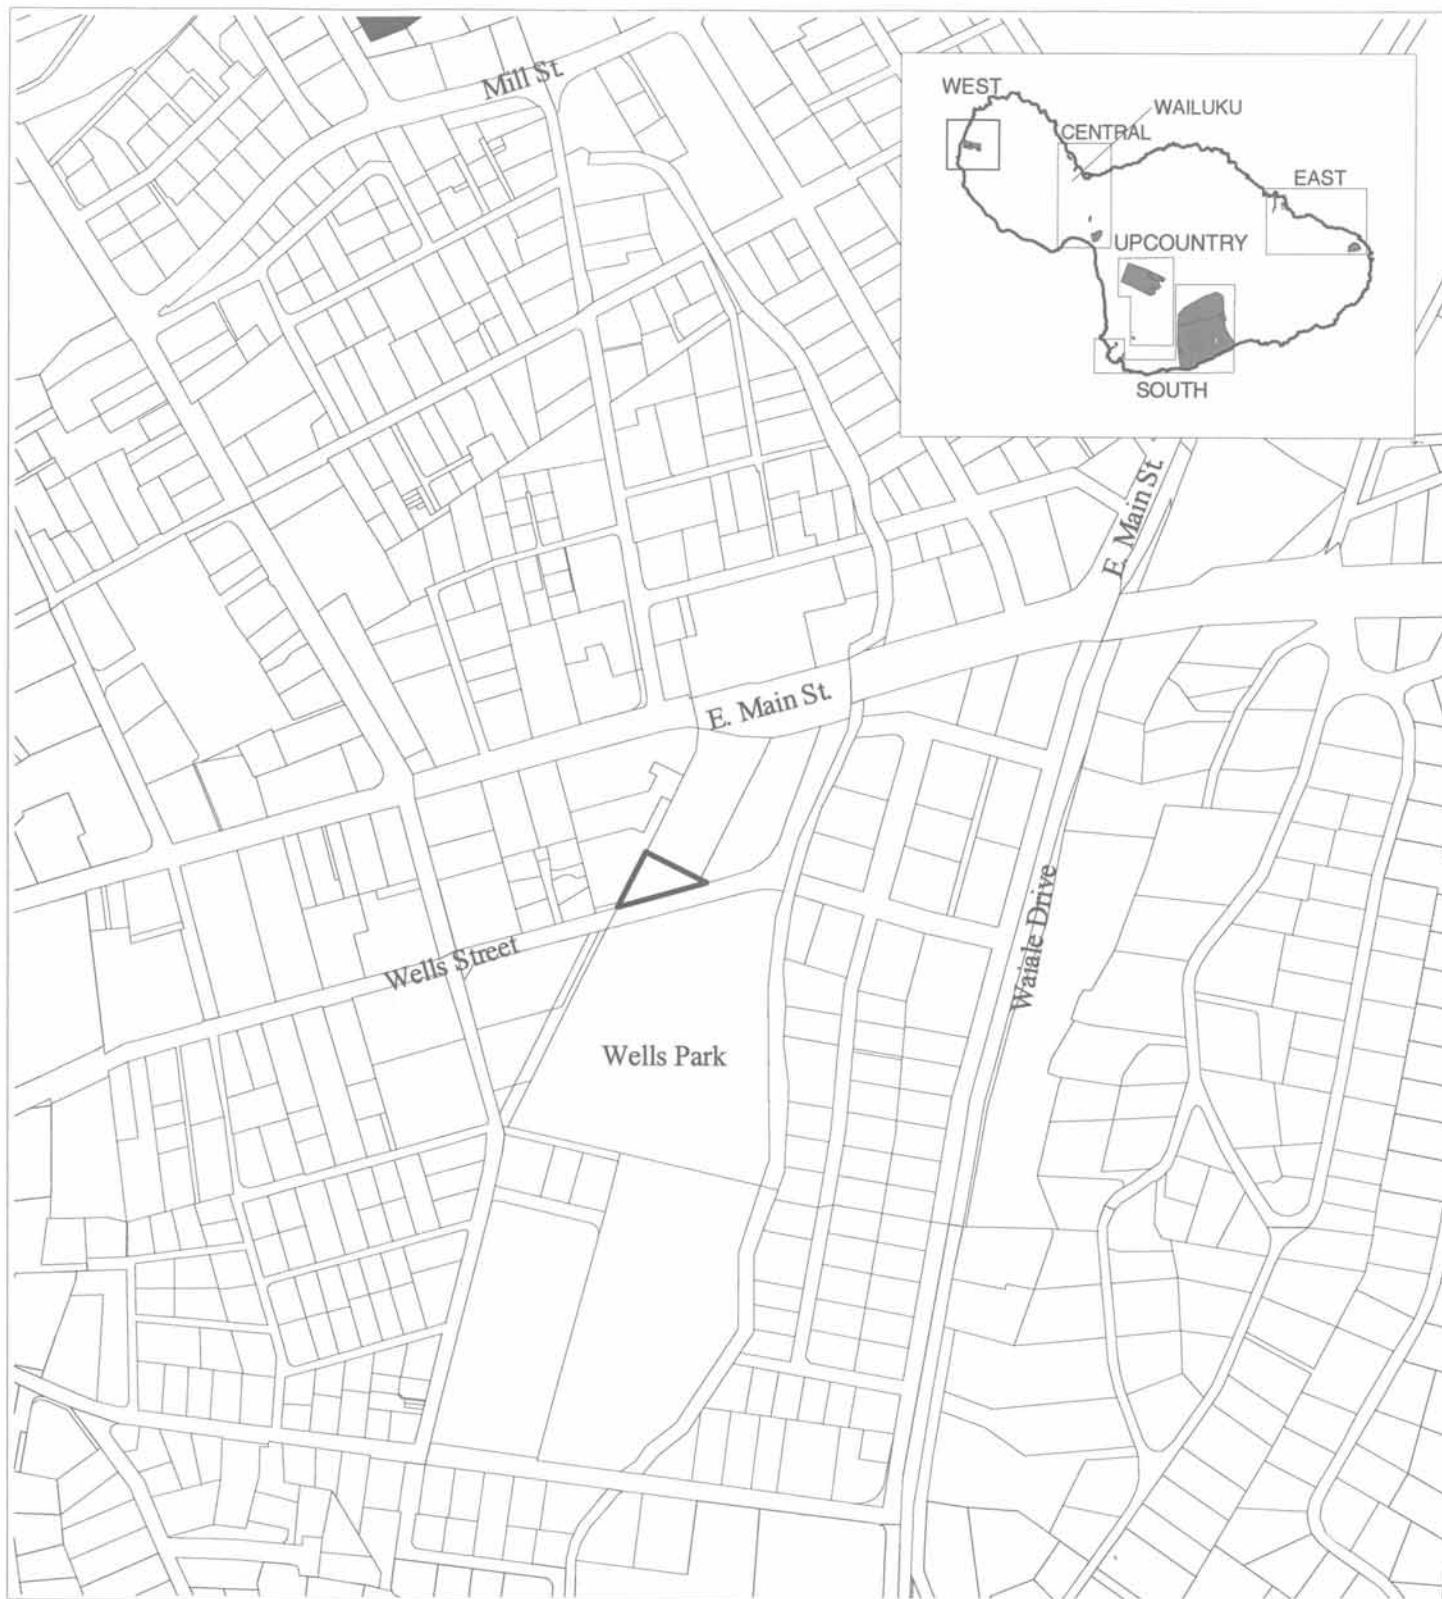 Mill St.
WEST
WAILUKU
CENTRAL
EAST
UPCOUNTRY
SOUTH
E. Main St.
E. Main St.
Waiale Drive
Wells Street
Wells Park